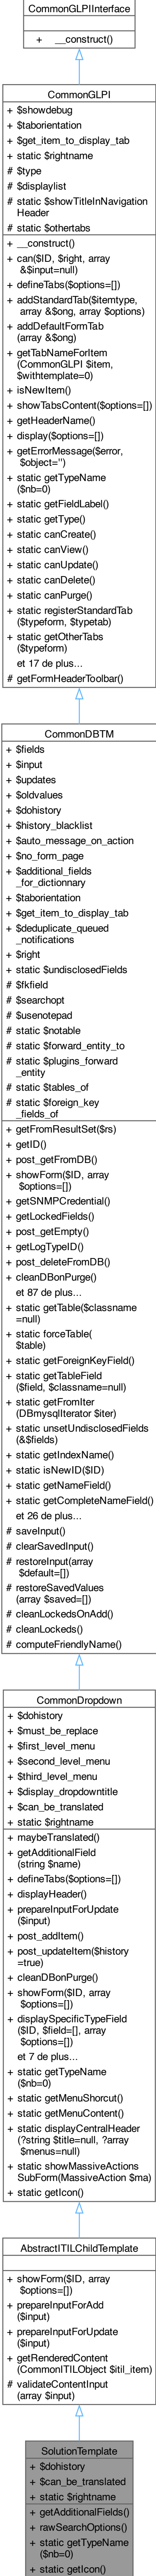 CommonGLPIInterface
+ __construct()
CommonGLPI
+ $showdebug
+ $taborientation
+ $get_item_to_display_tab
+ static $rightname
# $type
# $displaylist
# static $showTitleInNavigation
Header
# static $othertabs
+ __construct()
+ can($ID, $right, array
&$input=null)
+ defineTabs($options=[])
+ addStandardTab($itemtype,
array &$ong, array $options)
+ addDefaultFormTab
(array &$ong)
+ getTabNameForItem
(CommonGLPI $item,
$withtemplate=0)
+ isNewItem()
+ showTabsContent($options=[])
+ getHeaderName()
+ display($options=[])
+ getErrorMessage($error,
$object='')
+ static getTypeName
($nb=0)
+ static getFieldLabel()
+ static getType()
+ static canCreate()
+ static canView()
+ static canUpdate()
+ static canDelete()
+ static canPurge()
+ static registerStandardTab
($typeform, $typetab)
+ static getOtherTabs
($typeform)
et 17 de plus...
# getFormHeaderToolbar()
CommonDBTM
+ $fields
+ $input
+ $updates
+ $oldvalues
+ $dohistory
+ $history_blacklist
+ $auto_message_on_action
+ $no_form_page
+ $additional_fields
_for_dictionnary
+ $taborientation
+ $get_item_to_display_tab
+ $deduplicate_queued
_notifications
+ $right
+ static $undisclosedFields
# $fkfield
# $searchopt
# $usenotepad
# static $notable
# static $forward_entity_to
# static $plugins_forward
_entity
# static $tables_of
# static $foreign_key
_fields_of
+ getFromResultSet($rs)
+ getID()
+ post_getFromDB()
+ showForm($ID, array
$options=[])
+ getSNMPCredential()
+ getLockedFields()
+ post_getEmpty()
+ getLogTypeID()
+ post_deleteFromDB()
+ cleanDBonPurge()
et 87 de plus...
+ static getTable($classname
=null)
+ static forceTable(
$table)
+ static getForeignKeyField()
+ static getTableField
($field, $classname=null)
+ static getFromIter
(DBmysqlIterator $iter)
+ static unsetUndisclosedFields
(&$fields)
+ static getIndexName()
+ static isNewID($ID)
+ static getNameField()
+ static getCompleteNameField()
et 26 de plus...
# saveInput()
# clearSavedInput()
# restoreInput(array
$default=[])
# restoreSavedValues
(array $saved=[])
# cleanLockedsOnAdd()
# cleanLockeds()
# computeFriendlyName()
CommonDropdown
+ $dohistory
+ $must_be_replace
+ $first_level_menu
+ $second_level_menu
+ $third_level_menu
+ $display_dropdowntitle
+ $can_be_translated
+ static $rightname
+ maybeTranslated()
+ getAdditionalField
(string $name)
+ defineTabs($options=[])
+ displayHeader()
+ prepareInputForUpdate
($input)
+ post_addItem()
+ post_updateItem($history
=true)
+ cleanDBonPurge()
+ showForm($ID, array
$options=[])
+ displaySpecificTypeField
($ID, $field=[], array
$options=[])
et 7 de plus...
+ static getTypeName
($nb=0)
+ static getMenuShorcut()
+ static getMenuContent()
+ static displayCentralHeader
(?string $title=null, ?array
$menus=null)
+ static showMassiveActions
SubForm(MassiveAction $ma)
+ static getIcon()
AbstractITILChildTemplate
+ showForm($ID, array
$options=[])
+ prepareInputForAdd
($input)
+ prepareInputForUpdate
($input)
+ getRenderedContent
(CommonITILObject $itil_item)
# validateContentInput
(array $input)
SolutionTemplate
+ $dohistory
+ $can_be_translated
+ static $rightname
+ getAdditionalFields()
+ rawSearchOptions()
+ static getTypeName
($nb=0)
+ static getIcon()